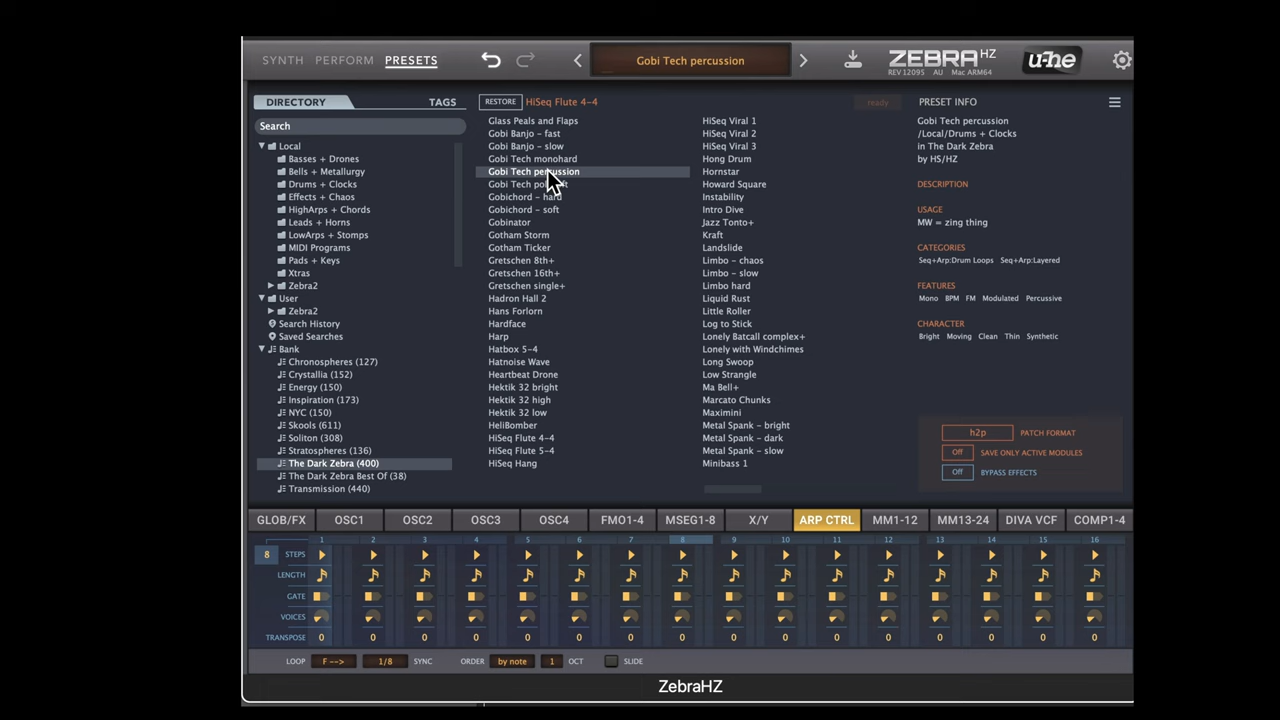 SYNTH PERFORM PRESETS
Gobi Tech percussion
ZEBRA HZ
REV 12095 AU Mac ARM64
u-he
DIRECTORY TAGS
Search
Local
Basses + Drones
Bells + Metallurgy
Drums + Clocks
Effects + Chaos
HighArps + Chords
Leads + Horns
LowArps + Stomps
MIDI Programs
Pads + Keys
Xtras
Zebra2
User
Zebra2
Search History
Saved Searches
Bank
Chronospheres (127)
Crystallia (152)
Energy (150)
Inspiration (173)
NYC (150)
Skools (611)
Soliton (308)
Stratospheres (136)
The Dark Zebra (400)
The Dark Zebra Best Of (38)
Transmission (440)
RESTORE HiSeq Flute 4-4 ready
Glass Peals and Flaps
Gobi Banjo - fast
Gobi Banjo - slow
Gobi Tech monohard
Gobi Tech percussion
Gobi Tech
Gobichord - hard
Gobichord - soft
Gobinator
Gotham Storm
Gotham Ticker
Gretschen 8th+
Gretschen 16th+
Gretschen single+
Hadron Hall 2
Hans Forlorn
Hardface
Harp
Hatbox 5-4
Hatnoise Wave
Heartbeat Drone
Hektik 32 bright
Hektik 32 high
Hektik 32 low
HeliBomber
HiSeq Flute 4-4
HiSeq Flute 5-4
HiSeq Hang
HiSeq Viral 1
HiSeq Viral 2
HiSeq Viral 3
Hong Drum
Hornstar
Howard Square
Instability
Intro Dive
Jazz Tonto+
Kraft
Landslide
Limbo - chaos
Limbo - slow
Limbo hard
Liquid Rust
Little Roller
Log to Stick
Lonely Batcall complex+
Lonely with Windchimes
Long Swoop
Low Strangle
Ma Bell+
Marcato Chunks
Maximini
Metal Spank - bright
Metal Spank - dark
Metal Spank - slow
Minibass 1
PRESET INFO
Gobi Tech percussion
/Local/Drums + Clocks
in The Dark Zebra
by HS/HZ
DESCRIPTION
USAGE
MW = zing thing
CATEGORIES
Seq+Arp:Drum Loops Seq+Arp:Layered
FEATURES
Mono BPM FM Modulated Percussive
CHARACTER
Bright Moving Clean Thin Synthetic
h2p PATCH FORMAT
Off SAVE ONLY ACTIVE MODULES
Off BYPASS EFFECTS
GLOB/FX OSC1 OSC2 OSC3 OSC4 FMO1-4 MSEG1-8 X/Y ARP CTRL MM1-12 MM13-24 DIVA VCF COMP1-4
1 2 3 4 5 6 7 8 9 10 11 12 13 14 15 16
8 STEPS
LENGTH
GATE
VOICES
TRANSPOSE 0 0 0 0 0 0 0 0 0 0 0 0 0 0 0 0
LOOP F --> 1/8 SYNC ORDER by note 1 OCT SLIDE
ZebraHZ